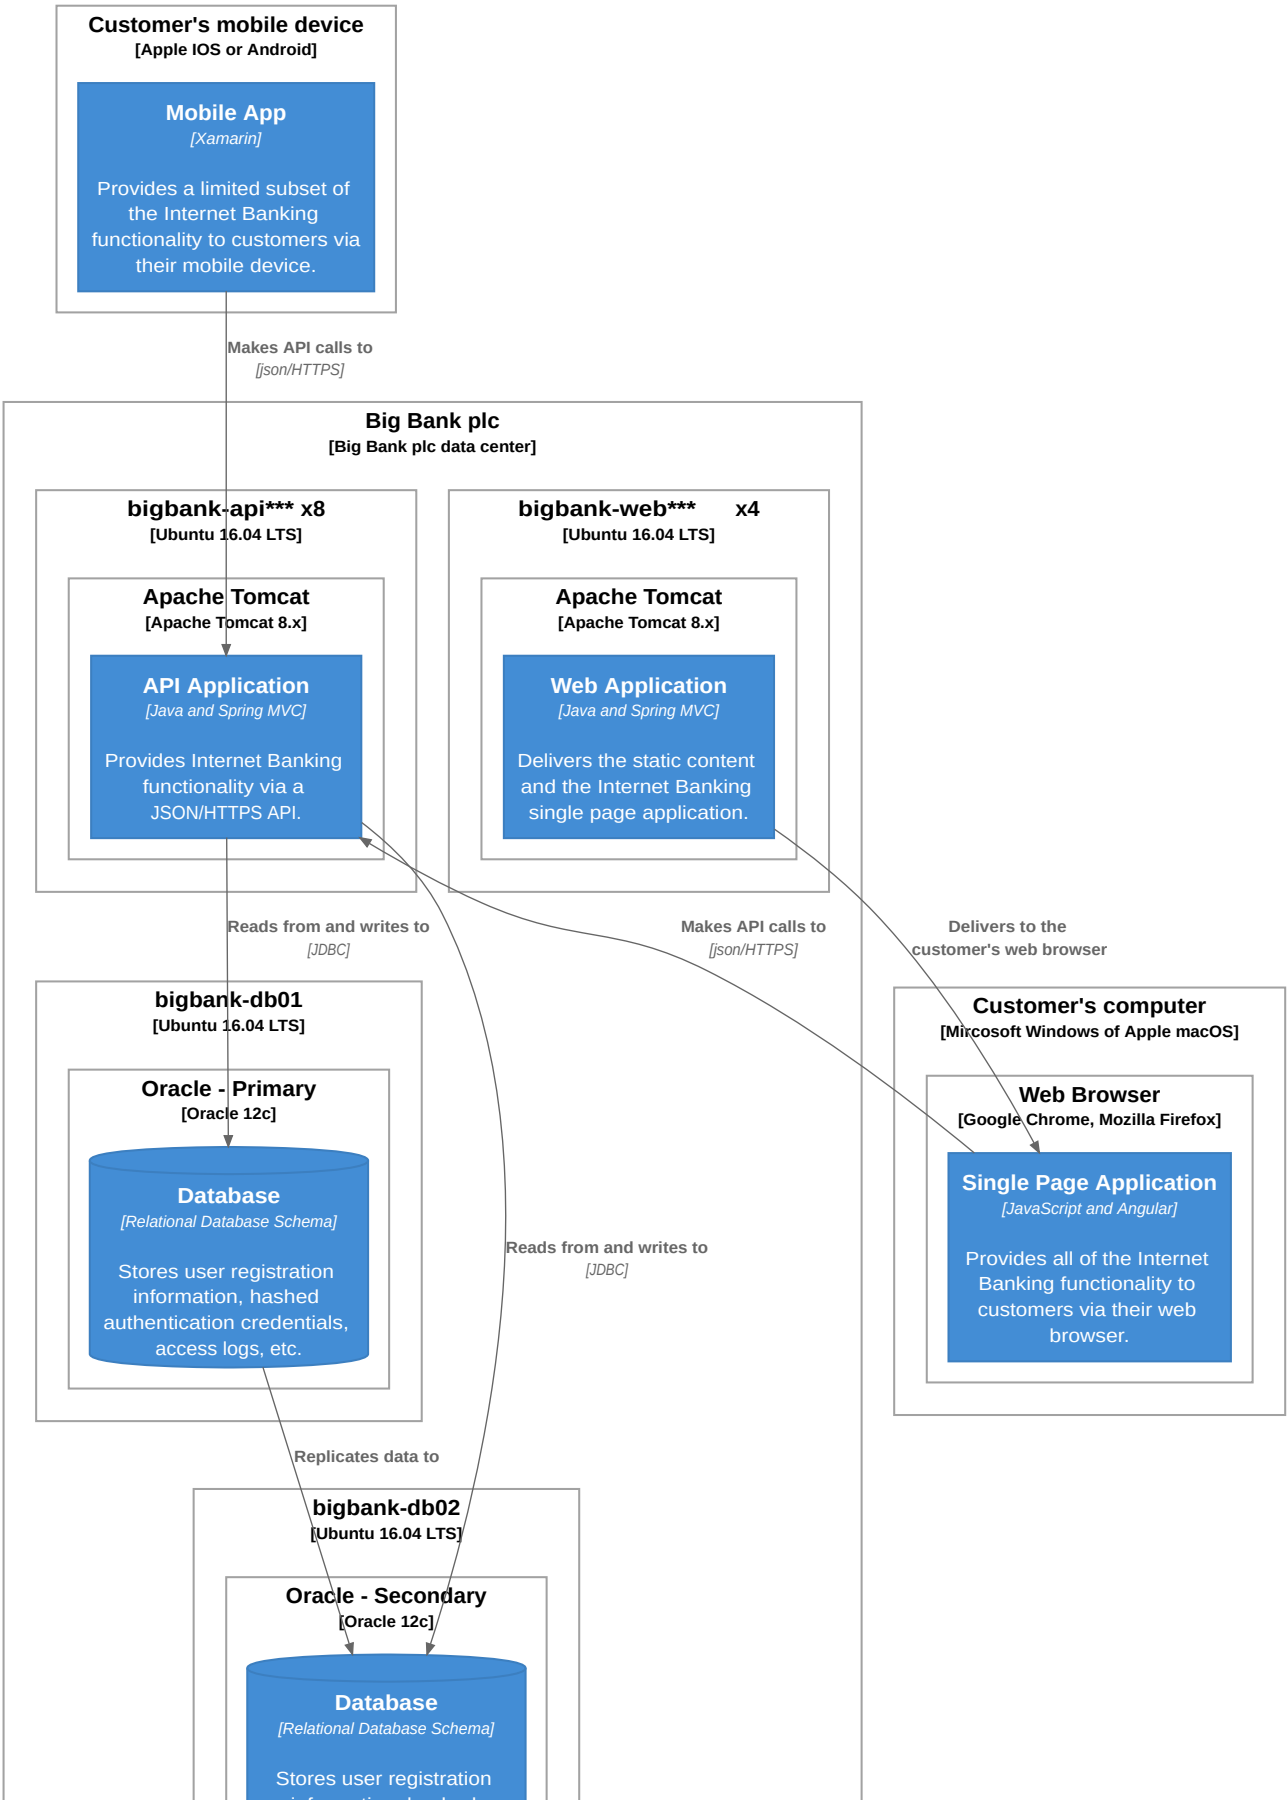 Customer's mobile device
[Apple IOS or Android]
Mobile App
[Xamarin]
Provides a limited subset of
the Internet Banking
functionality to customers via
their mobile device.
Makes API calls to
[json/HTTPS]
Big Bank plc
[Big Bank plc data center]
bigbank-api*** x8
[Ubuntu 16.04 LTS]
Apache Tomcat
[Apache Tomcat 8.x]
API Application
[Java and Spring MVC]
Provides Internet Banking
functionality via a
JSON/HTTPS API.
bigbank-web*** x4
[Ubuntu 16.04 LTS]
Apache Tomcat
[Apache Tomcat 8.x]
Web Application
[Java and Spring MVC]
Delivers the static content
and the Internet Banking
single page application.
Reads from and writes to
[JDBC]
Makes API calls to
[json/HTTPS]
Delivers to the
customer's web browser
bigbank-db01
[Ubuntu 16.04 LTS]
Oracle - Primary
[Oracle 12c]
Database
[Relational Database Schema]
Stores user registration
information, hashed
authentication credentials,
access logs, etc.
Reads from and writes to
[JDBC]
Customer's computer
[Mircosoft Windows of Apple macOS]
Web Browser
[Google Chrome, Mozilla Firefox]
Single Page Application
[JavaScript and Angular]
Provides all of the Internet
Banking functionality to
customers via their web
browser.
Replicates data to
bigbank-db02
[Ubuntu 16.04 LTS]
Oracle - Secondary
[Oracle 12c]
Database
[Relational Database Schema]
Stores user registration